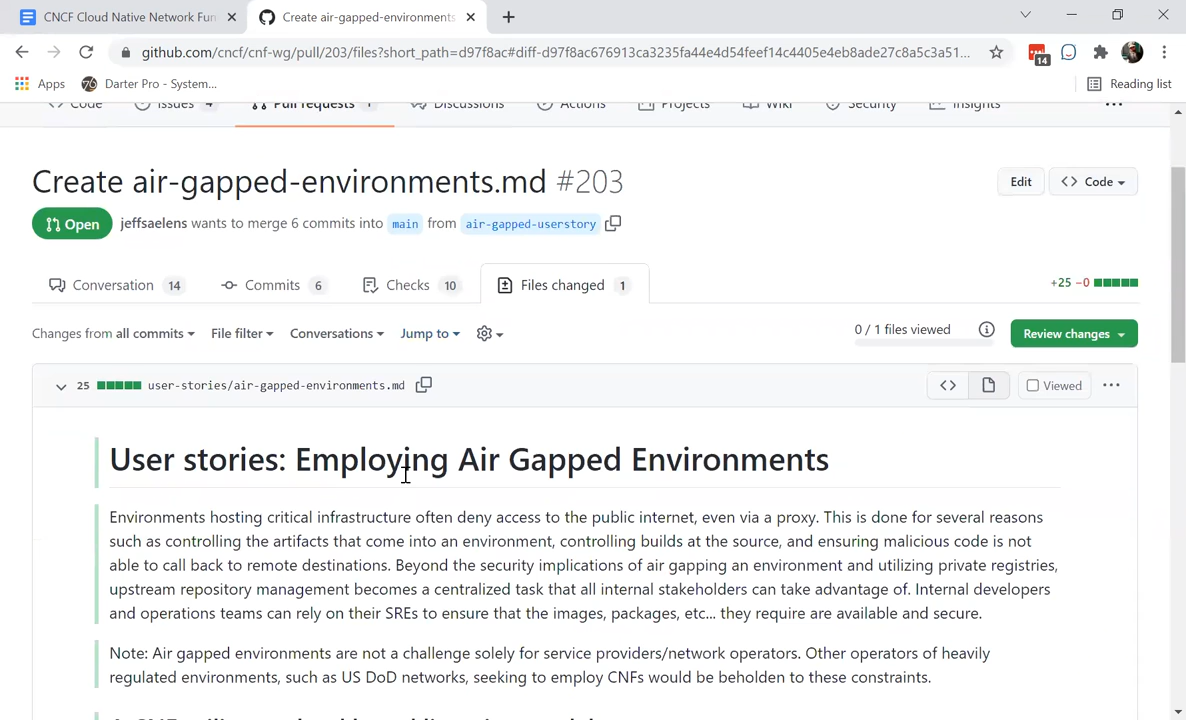 CNCF Cloud Native Network Fun
Create air-gapped-environments
github.com/cncf/cnf-wg/pull/203/files?short_path=d97f8ac#diff-d97f8ac676913ca3235fa44e4d54feef14c4405e4eb8ade27c8a5c3a51...
14
Apps
Darter Pro - System...
Reading list
Code
Issues 4
Pull requests 1
Discussions
Actions
Projects
Wiki
Security
Insights
Create air-gapped-environments.md #203
Edit
Code
Open
jeffsaelens wants to merge 6 commits into main from air-gapped-userstory
Conversation 14
Commits 6
Checks 10
Files changed 1
+25 −0
Changes from all commits
File filter
Conversations
Jump to
0 / 1 files viewed
Review changes
25
user-stories/air-gapped-environments.md
Viewed
User stories: Employing Air Gapped Environments
Environments hosting critical infrastructure often deny access to the public internet, even via a proxy. This is done for several reasons
such as controlling the artifacts that come into an environment, controlling builds at the source, and ensuring malicious code is not
able to call back to remote destinations. Beyond the security implications of air gapping an environment and utilizing private registries,
upstream repository management becomes a centralized task that all internal stakeholders can take advantage of. Internal developers
and operations teams can rely on their SREs to ensure that the images, packages, etc... they require are available and secure.
Note: Air gapped environments are not a challenge solely for service providers/network operators. Other operators of heavily
regulated environments, such as US DoD networks, seeking to employ CNFs would be beholden to these constraints.